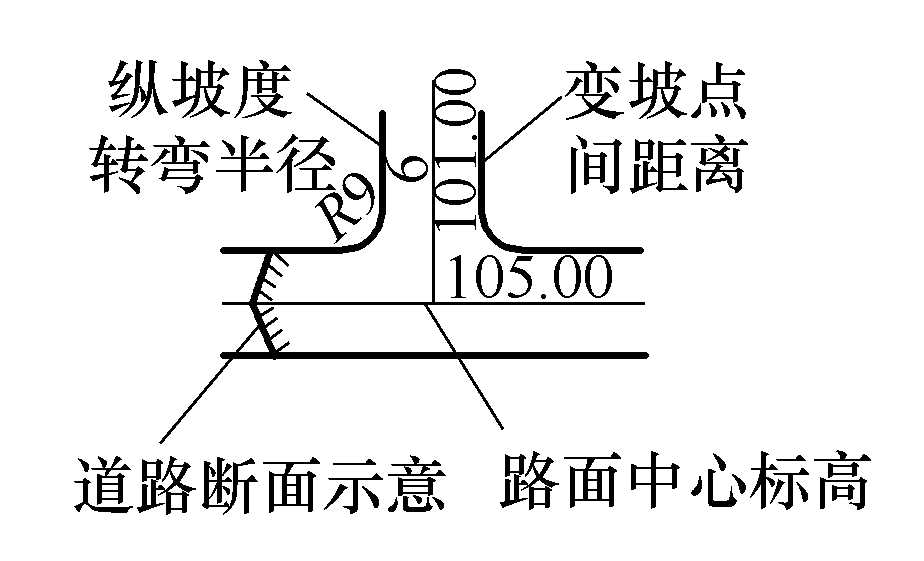 纵坡度
转弯半径
变坡点
间距离
R9
6
101.00
105.00
道路断面示意
路面中心标高